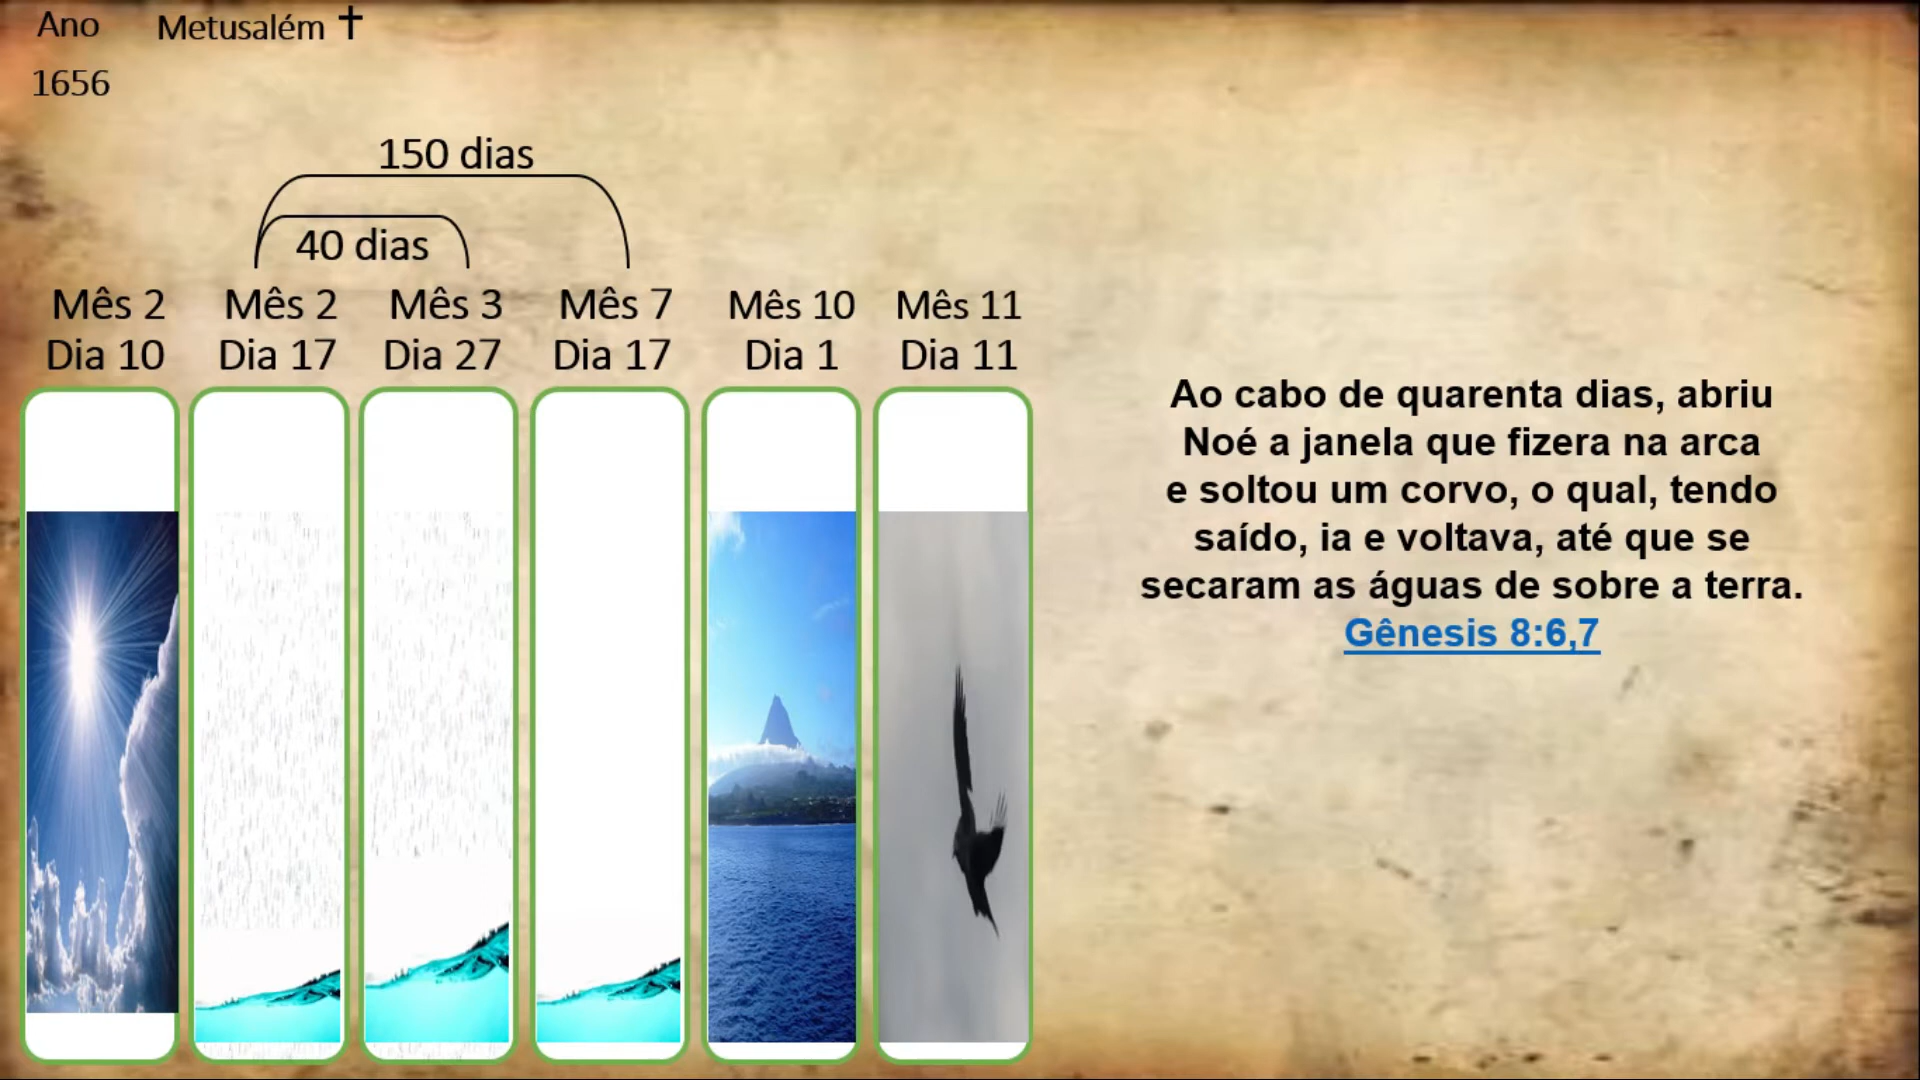 Ano
Metusalém ✝
1656
150 dias
40 dias
Mês 2
Dia 10
Mês 2
Dia 17
Mês 3
Dia 27
Mês 7
Dia 17
Mês 10
Dia 1
Mês 11
Dia 11
Ao cabo de quarenta dias, abriu
Noé a janela que fizera na arca
e soltou um corvo, o qual, tendo
saído, ia e voltava, até que se
secaram as águas de sobre a terra.
Gênesis 8:6,7